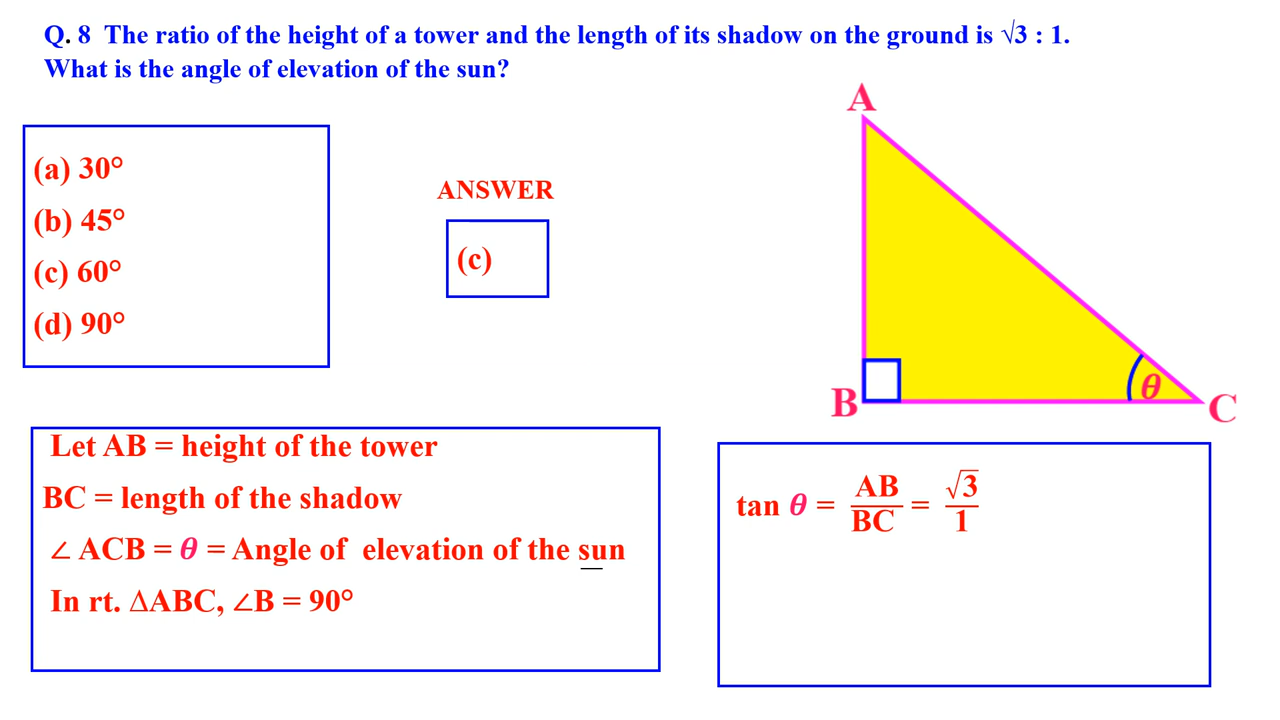 Q. 8 The ratio of the height of a tower and the length of its shadow on the ground is √3 : 1.
What is the angle of elevation of the sun?
(a) 30°
(b) 45°
(c) 60°
(d) 90°
ANSWER
(c)
A
B
θ
C
Let AB = height of the tower
BC = length of the shadow
∠ ACB = θ = Angle of elevation of the sun
In rt. ΔABC, ∠B = 90°
tan θ = AB/BC = √3/1